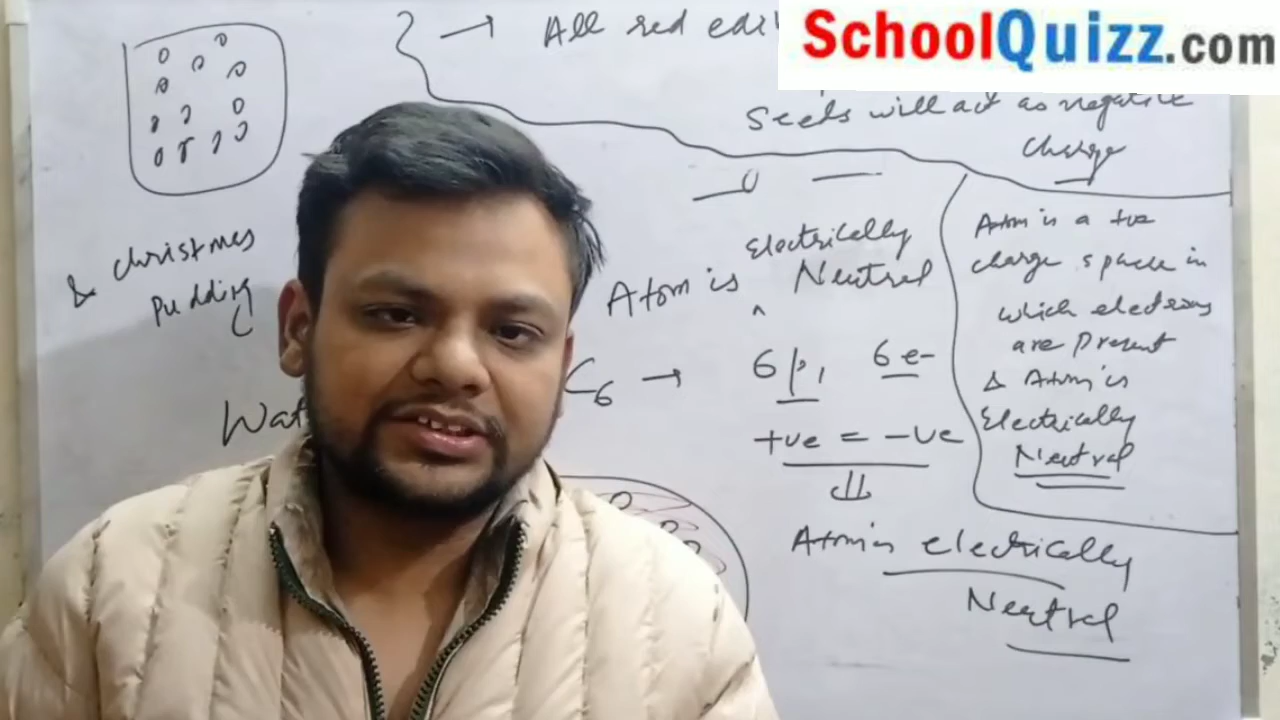 → All red edi
SchoolQuizz.com
Seeds will act as negative
charge
& christmas
pudding
Electrically
Atom is Neutral
^
C6 → 6 p, 6 e-
+ve = -ve
⇓
Atom is electrically
Neutral
Wat
Atom is a +ve
charge space in
which electrons
are present
& Atom is
Electrically
Neutral